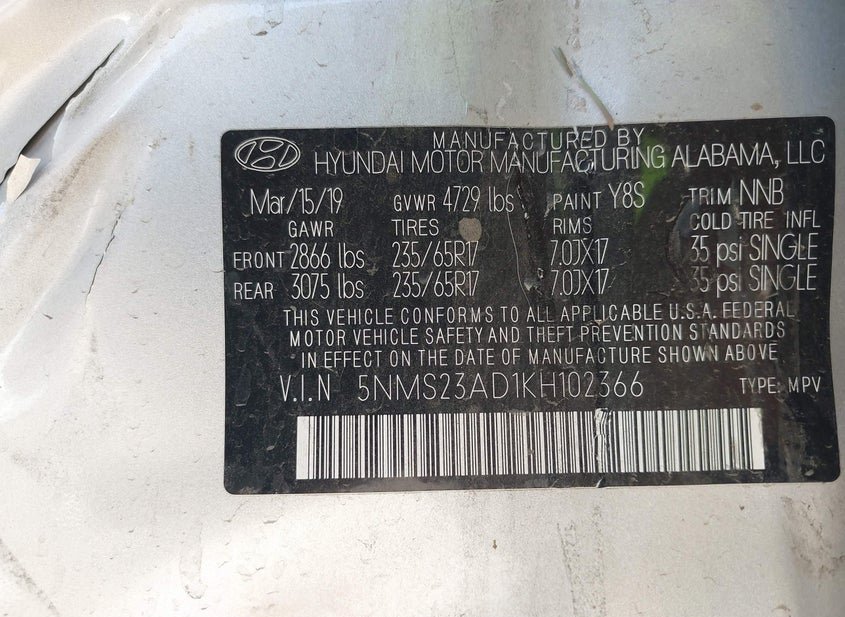 MANUFACTURED BY
HYUNDAI MOTOR MANUFACTURING ALABAMA, LLC
Mar/15/19 GVWR 4729 lbs PAINT Y8S TRIM NNB
GAWR TIRES RIMS COLD TIRE INFL
FRONT 2866 lbs 235/65R17 7.0JX17 35 psi SINGLE
REAR 3075 lbs 235/65R17 7.0JX17 35 psi SINGLE
THIS VEHICLE CONFORMS TO ALL APPLICABLE U.S.A. FEDERAL
MOTOR VEHICLE SAFETY AND THEFT PREVENTION STANDARDS
IN EFFECT ON THE DATE OF MANUFACTURE SHOWN ABOVE
V.I.N 5NMS23AD1KH102366 TYPE: MPV